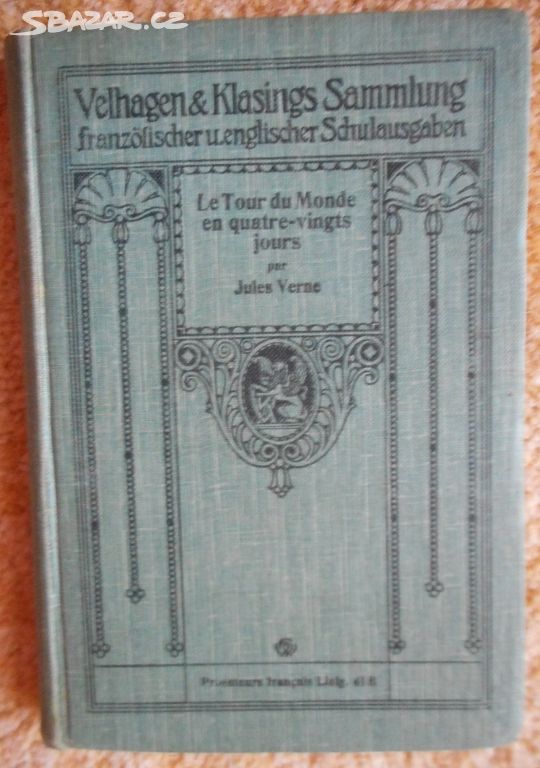 SBAZAR.CZ
Velhagen & Klasings Sammlung
französischer u. englischer Schulausgaben
Le Tour du Monde
en quatre-vingts
jours
par
Jules Verne
Prosateurs français Lielg. 41 B